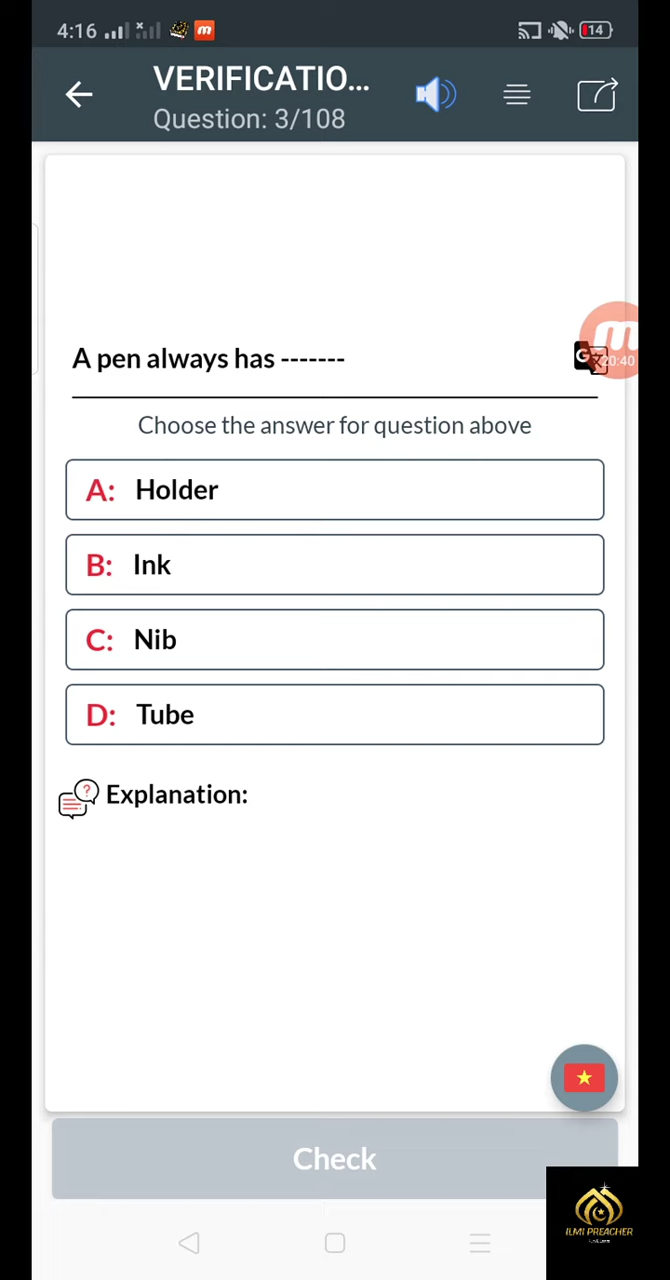 4:16
14
VERIFICATIO...
Question: 3/108
A pen always has -------
20:40
Choose the answer for question above
A: Holder
B: Ink
C: Nib
D: Tube
Explanation:
Check
ILMI PREACHER